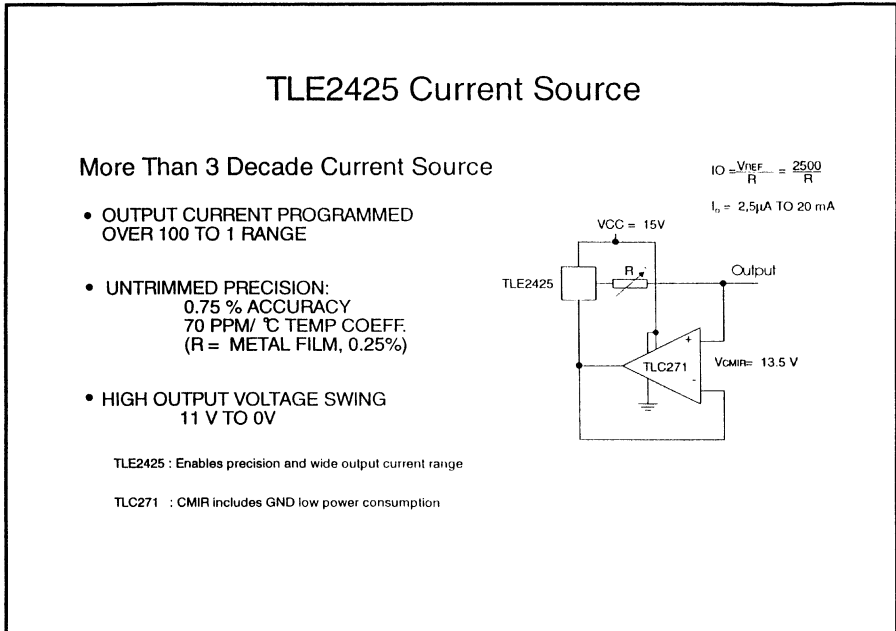 TLE2425 Current Source
More Than 3 Decade Current Source
• OUTPUT CURRENT PROGRAMMED
OVER 100 TO 1 RANGE
• UNTRIMMED PRECISION:
0.75 % ACCURACY
70 PPM/ °C TEMP COEFF.
(R = METAL FILM, 0.25%)
• HIGH OUTPUT VOLTAGE SWING
11 V TO 0V
TLE2425 : Enables precision and wide output current range
TLC271 : CMIR includes GND low power consumption
IO = VREF / R = 2500 / R
Io = 2,5µA TO 20 mA
VCC = 15V
TLE2425
R
Output
+
TLC271
-
VCMIR= 13.5 V